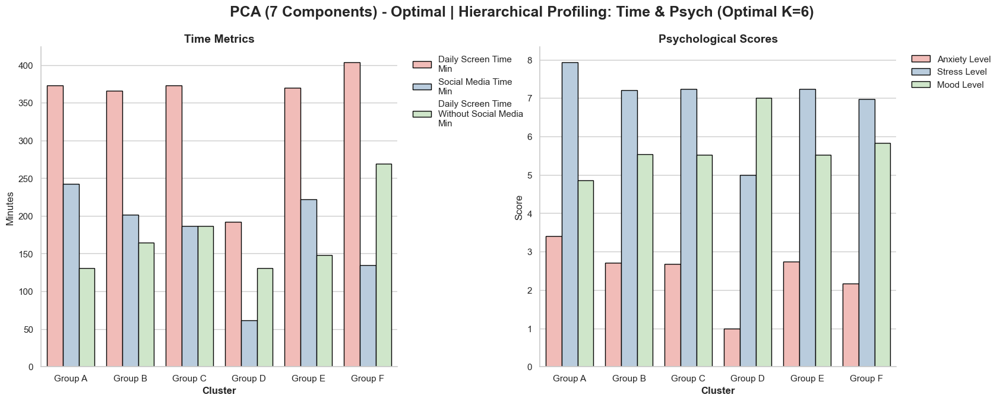 PCA (7 Components) - Optimal | Hierarchical Profiling: Time & Psych (Optimal K=6)
Time Metrics
Minutes
400
350
300
250
200
150
100
50
0
Group A
Group B
Group C
Group D
Group E
Group F
Cluster
Daily Screen Time
Min
Social Media Time
Min
Daily Screen Time
Without Social Media
Min
Psychological Scores
Score
8
7
6
5
4
3
2
1
0
Group A
Group B
Group C
Group D
Group E
Group F
Cluster
Anxiety Level
Stress Level
Mood Level